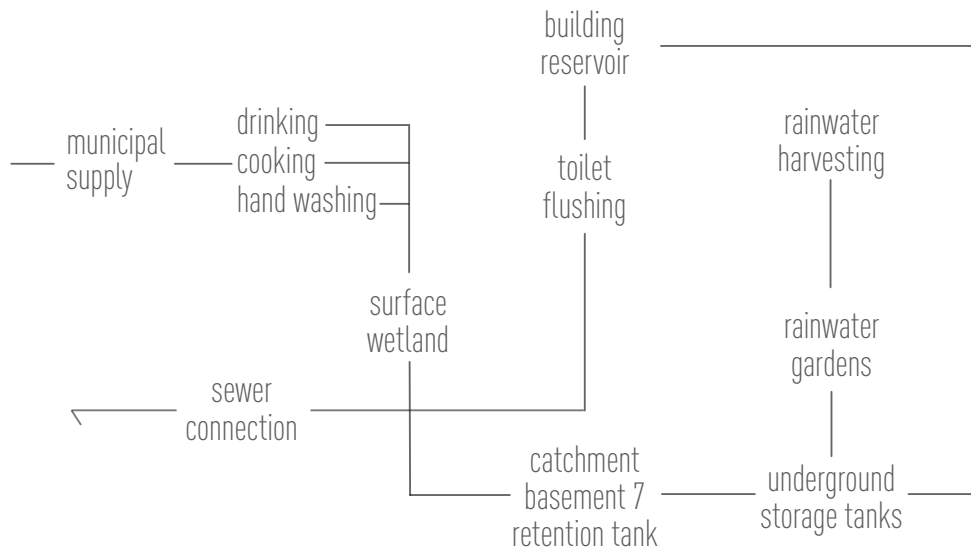 building
reservoir
drinking
cooking
hand washing
municipal
supply
toilet
flushing
rainwater
harvesting
surface
wetland
rainwater
gardens
sewer
connection
catchment
basement 7
retention tank
underground
storage tanks